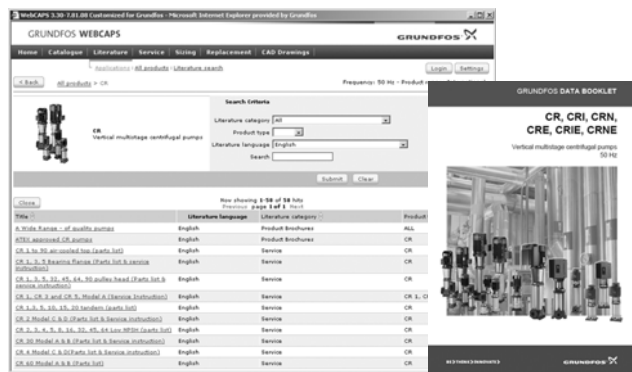 WebCAPS 3.30-7.01.08 Customized for Grundfos - Microsoft Internet Explorer provided by Grundfos
GRUNDFOS WEBCAPS
GRUNDFOS
Home Catalogue Literature Service Sizing Replacement CAD Drawings
Applications All products Literature search
Login Settings
< Back All products > CR
Frequency: 50 Hz - Product
Search Criteria
CR
Vertical multistage centrifugal pumps
Literature category All
Product type
Literature language English
Search
Submit Clear
Close
Now showing 1-58 of 58 hits
Previous page 1 of 1 Next
Title Literature language Literature category Product
A Wide Range - of quality pumps English Product Brochures ALL
ATEX approved CR pumps English Product Brochures CR
CR 1 to 90 air-cooled top (parts list) English Service CR
CR 1, 3, 5 Bearing flange (Parts list & service
instruction) English Service CR
CR 1, 3, 5, 32, 45, 64, 90 pulley head (Parts list &
service instruction) English Service CR
CR 1, CR 3 and CR 5, Model A (Service Instruction) English Service CR 1, C
CR 1,3, 5, 10, 15, 20 tandem (parts list) English Service CR
CR 2 Model C & D (Parts list & Service instruction) English Service CR
CR 2, 3, 4, 5, 8, 16, 32, 45, 64 Low NPSH (parts list) English Service CR
CR 30 Model A & B (Parts list & Service instruction) English Service CR
CR 4 Model C & D(Parts list & Service instruction) English Service CR
CR 60 Model A & B (Parts list) English Service CR
GRUNDFOS DATA BOOKLET
CR, CRI, CRN,
CRE, CRIE, CRNE
Vertical multistage centrifugal pumps
50 Hz
BE>THINK>INNOVATE>
GRUNDFOS